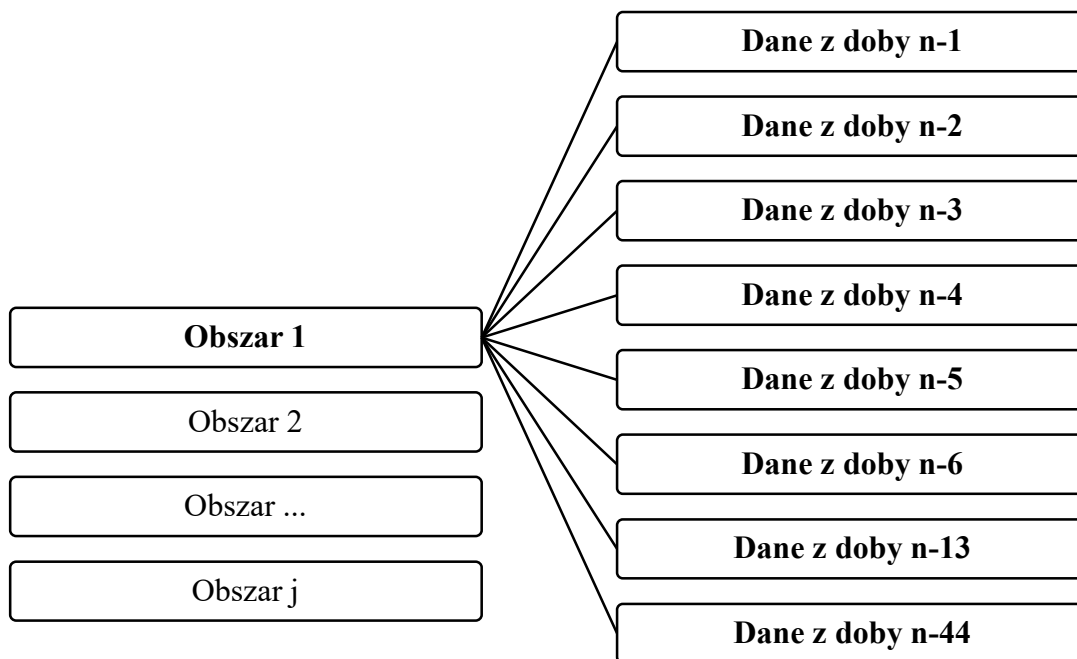 Obszar 1
Obszar 2
Obszar ...
Obszar j
Dane z doby n-1
Dane z doby n-2
Dane z doby n-3
Dane z doby n-4
Dane z doby n-5
Dane z doby n-6
Dane z doby n-13
Dane z doby n-44